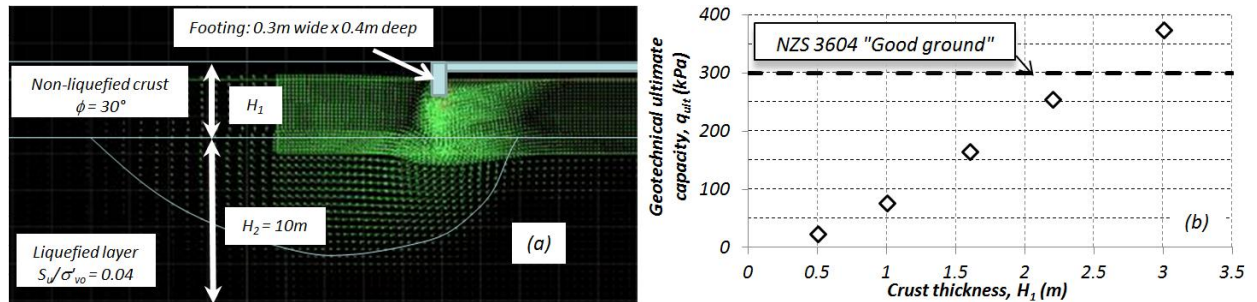 Footing: 0.3m wide x 0.4m deep
Non-liquefied crust
ϕ = 30°
H₁
H₂ = 10m
Liquefied layer
Sᵤ/σ'ᵥₒ = 0.04
(a)
Geotechnical ultimate
capacity, qᵤₗₜ (kPa)
400
300
200
100
0
NZS 3604 "Good ground"
(b)
0 0.5 1 1.5 2 2.5 3 3.5
Crust thickness, H₁ (m)